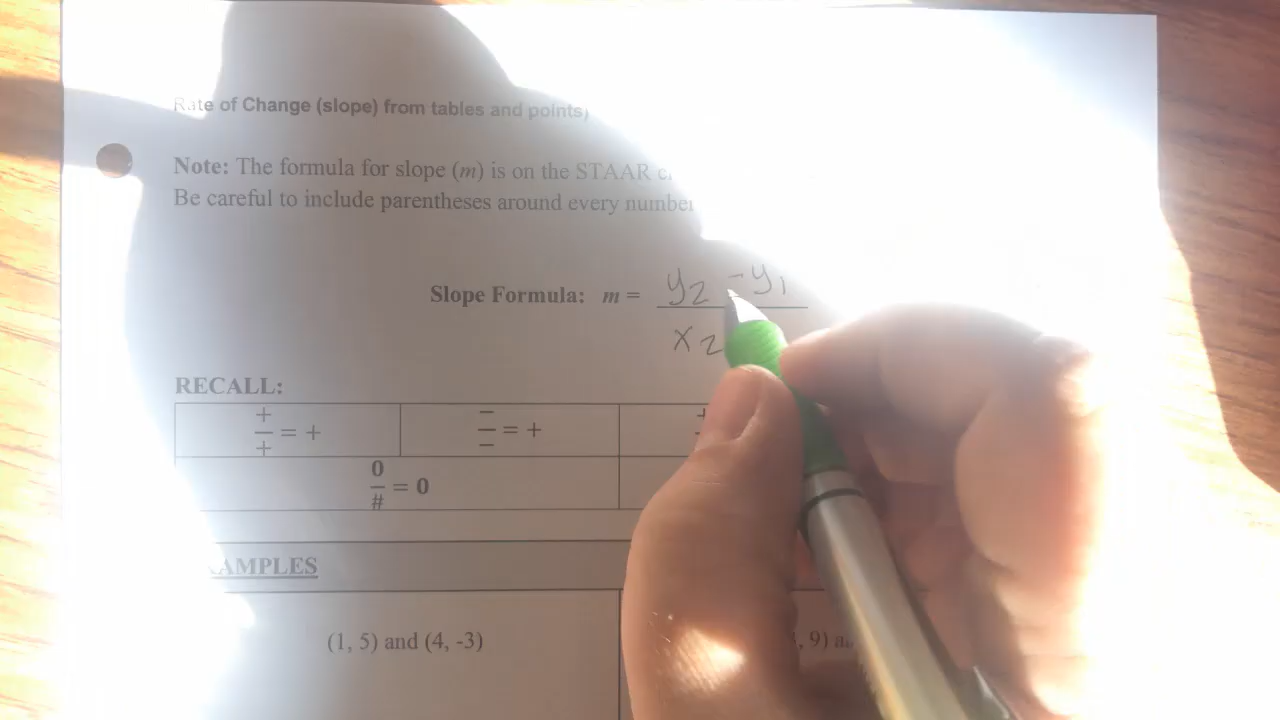 Rate of Change (slope) from tables and points)
Note: The formula for slope (m) is on the STAAR
Be careful to include parentheses around every number
Slope Formula: m = y2 - y1
x2
RECALL:
+/+ = + −/− = + +
0/# = 0
EXAMPLES
(1, 5) and (4, -3) , 9)